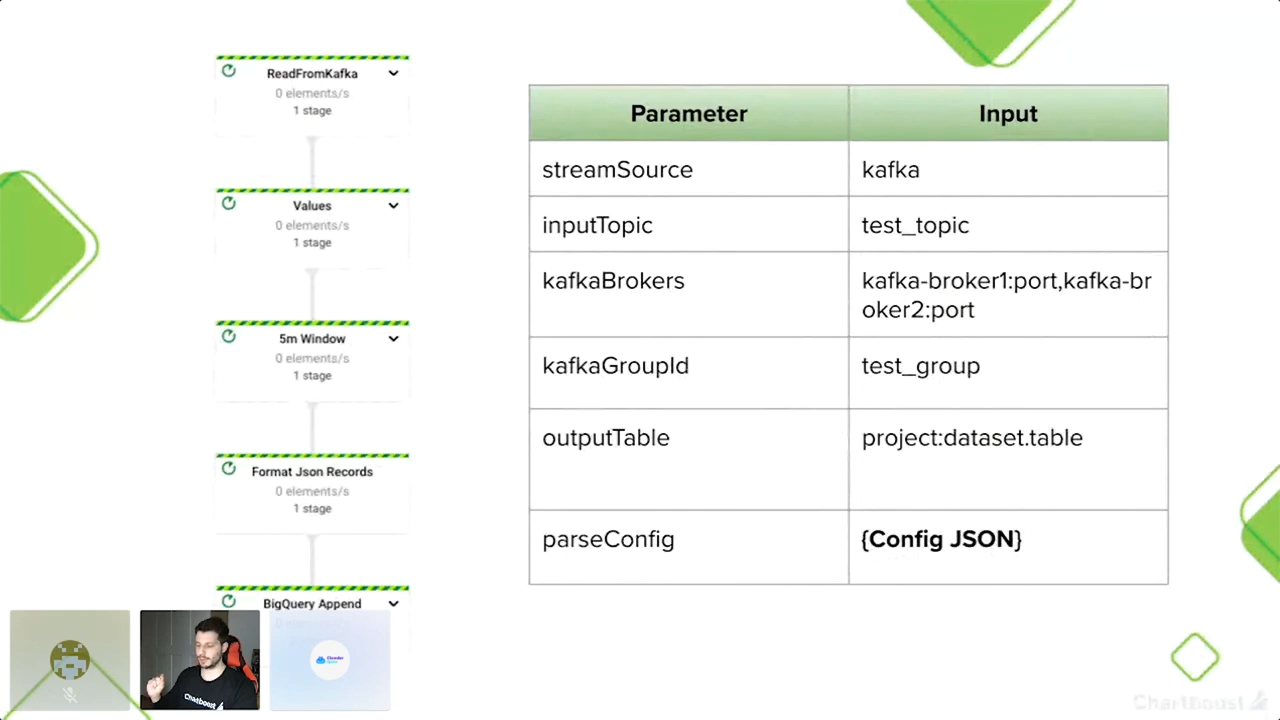 ReadFromKafka
0 elements/s
1 stage
Values
0 elements/s
1 stage
5m Window
0 elements/s
1 stage
Format Json Records
0 elements/s
1 stage
BigQuery Append
Parameter
Input
streamSource
kafka
inputTopic
test_topic
kafkaBrokers
kafka-broker1:port,kafka-br
oker2:port
kafkaGroupId
test_group
outputTable
project:dataset.table
parseConfig
{Config JSON}
Chartboost
Chartboost